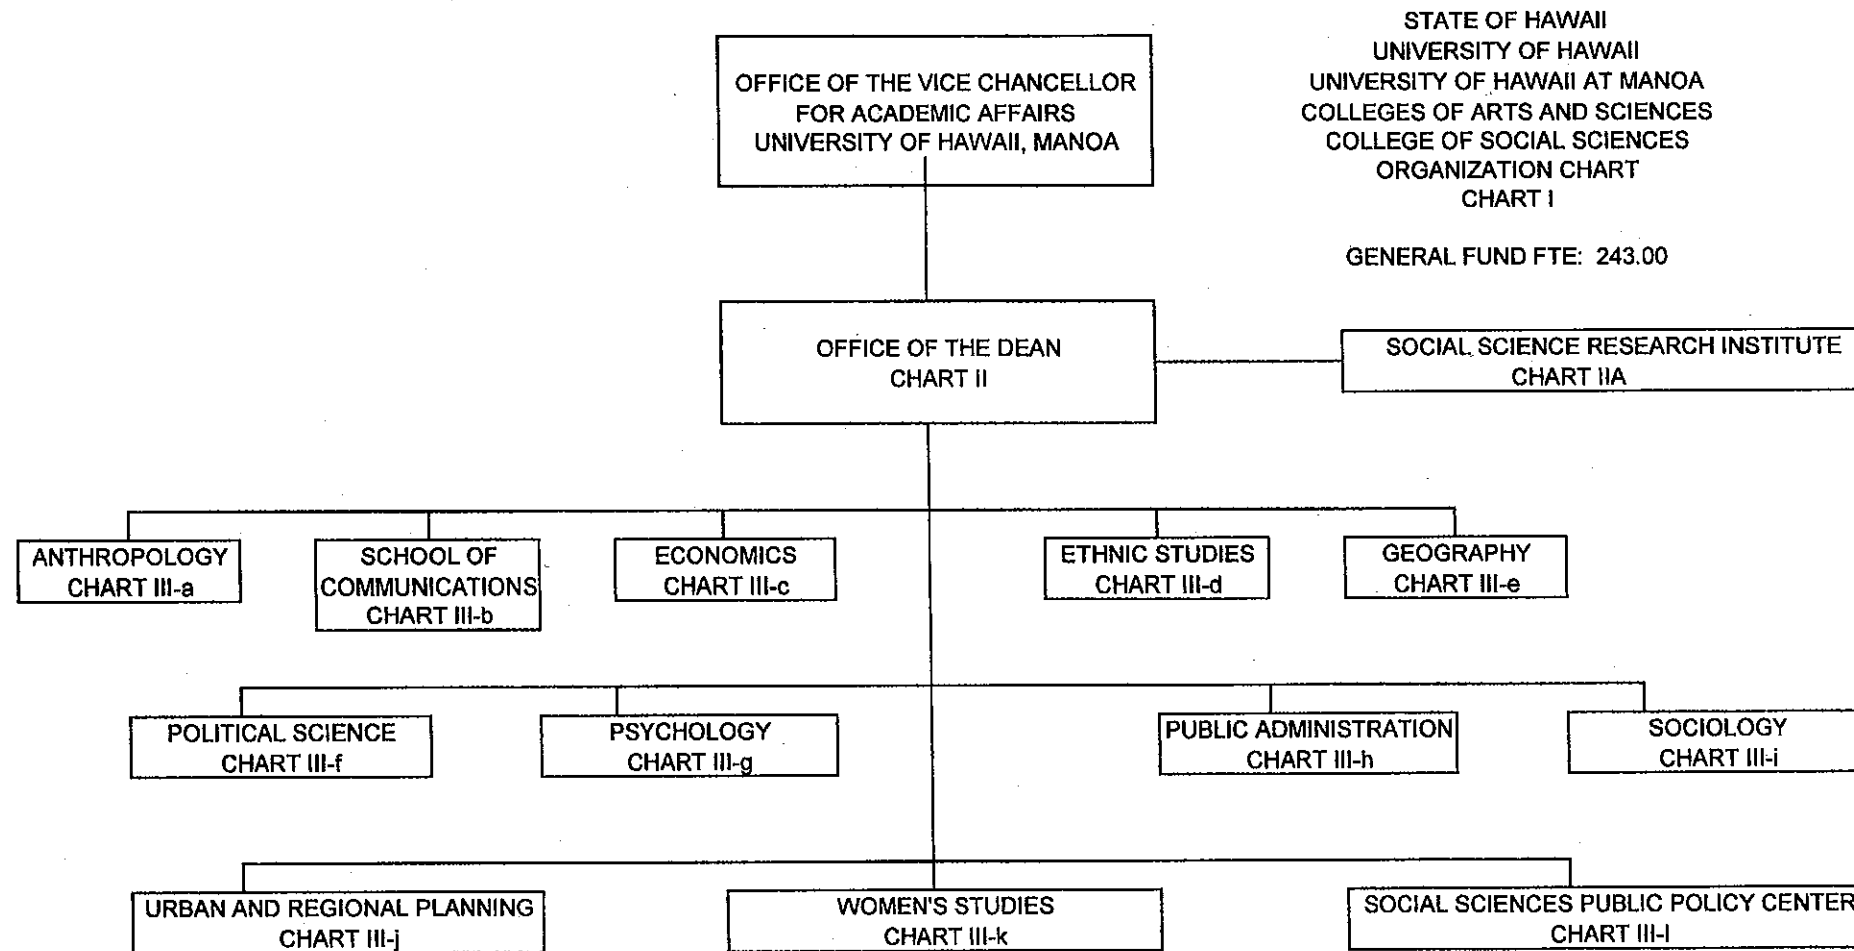 STATE OF HAWAII
UNIVERSITY OF HAWAII
UNIVERSITY OF HAWAII AT MANOA
COLLEGES OF ARTS AND SCIENCES
COLLEGE OF SOCIAL SCIENCES
ORGANIZATION CHART
CHART I
GENERAL FUND FTE: 243.00
OFFICE OF THE VICE CHANCELLOR
FOR ACADEMIC AFFAIRS
UNIVERSITY OF HAWAII, MANOA
OFFICE OF THE DEAN
CHART II
SOCIAL SCIENCE RESEARCH INSTITUTE
CHART IIA
ANTHROPOLOGY
CHART III-a
SCHOOL OF
COMMUNICATIONS
CHART III-b
ECONOMICS
CHART III-c
ETHNIC STUDIES
CHART III-d
GEOGRAPHY
CHART III-e
POLITICAL SCIENCE
CHART III-f
PSYCHOLOGY
CHART III-g
PUBLIC ADMINISTRATION
CHART III-h
SOCIOLOGY
CHART III-i
URBAN AND REGIONAL PLANNING
CHART III-j
WOMEN'S STUDIES
CHART III-k
SOCIAL SCIENCES PUBLIC POLICY CENTER
CHART III-l